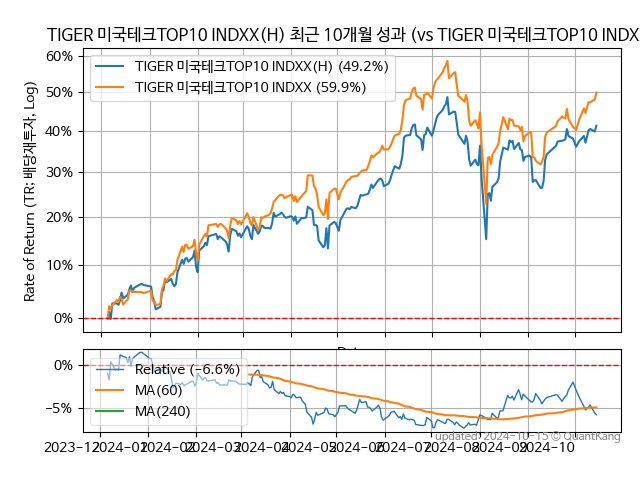 TIGER 미국테크TOP10 INDXX(H) 최근 10개월 성과 (vs TIGER 미국테크TOP10 INDX
Rate of Return (TR: 배당재투자, Log)
60%
50%
40%
30%
20%
10%
0%
TIGER 미국테크TOP10 INDXX(H) (49.2%)
TIGER 미국테크TOP10 INDXX (59.9%)
0%
−5%
Relative (−6.6%)
MA(60)
MA(240)
updated: 2024-10-15 © QuantKang
2023−12 2024−01 2024−02 2024−03 2024−04 2024−05 2024−06 2024−07 2024−08 2024−09 2024−10